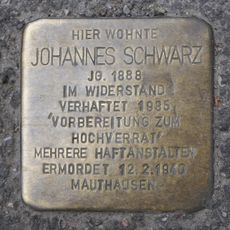 HIER WOHNTE
JOHANNES SCHWARZ
JG. 1888
IM WIDERSTAND
VERHAFTET 1935
'VORBEREITUNG ZUM
HOCHVERRAT'
MEHRERE HAFTANSTALTEN
ERMORDET 12.2.1940
MAUTHAUSEN